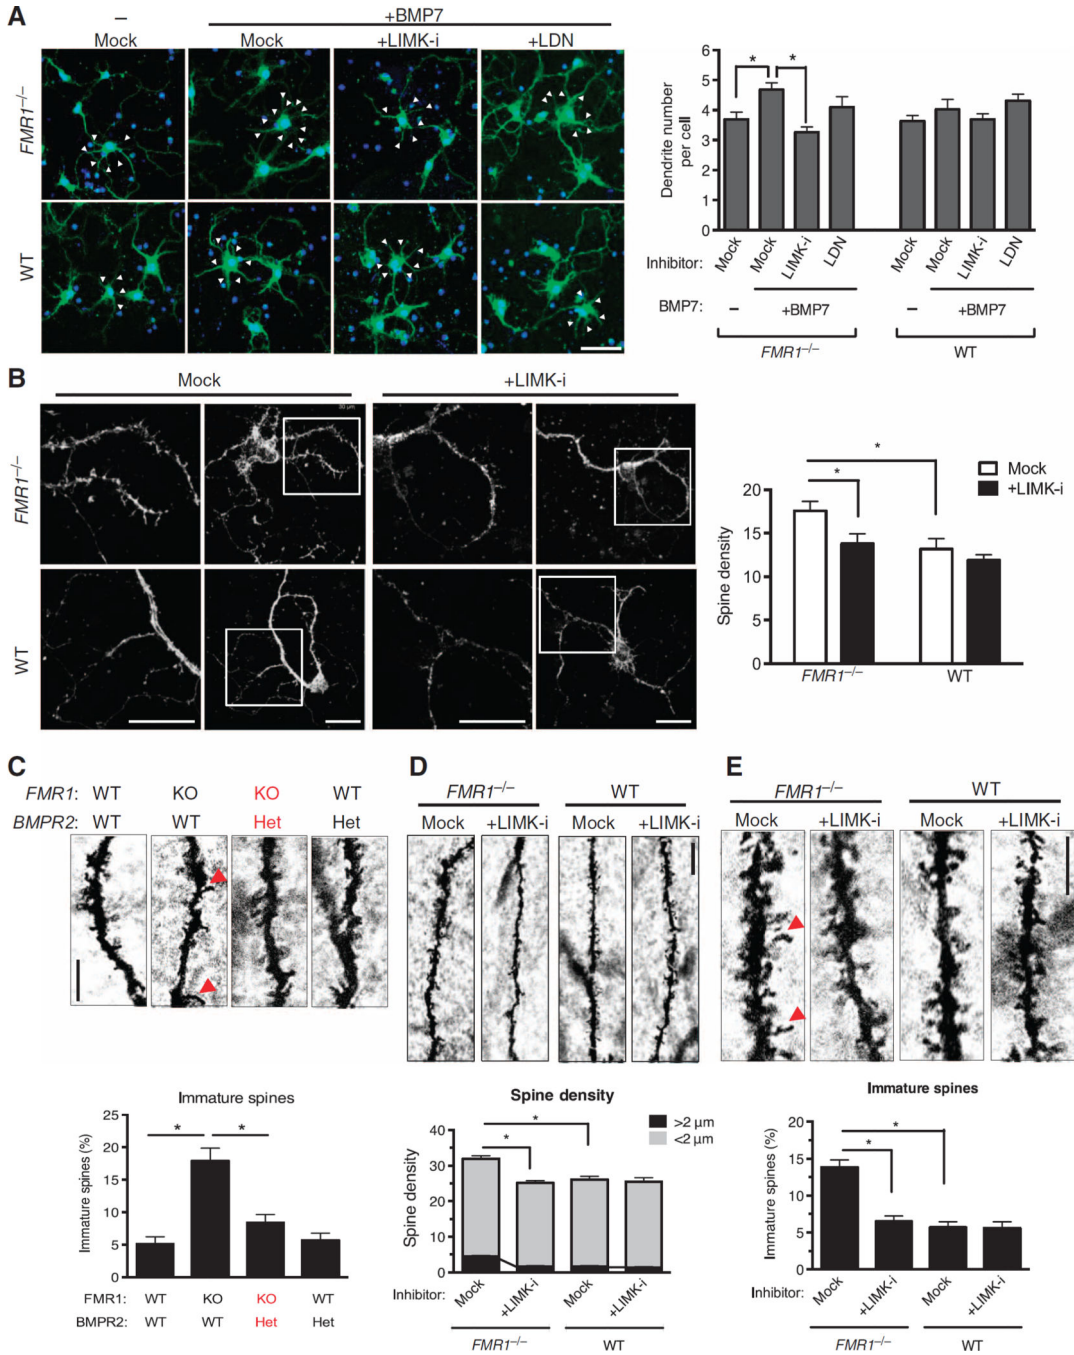 A
–
+BMP7
Mock
Mock
+LIMK-i
+LDN
FMR1–/–
WT
Dendrite number
per cell
6
5
4
3
2
1
0
Inhibitor:
Mock
Mock
LIMK-i
LDN
Mock
Mock
LIMK-i
LDN
BMP7:
–
+BMP7
–
+BMP7
FMR1–/–
WT
*
*
B
Mock
+LIMK-i
FMR1–/–
WT
Spine density
20
15
10
5
0
*
*
Mock
+LIMK-i
FMR1–/–
WT
C
FMR1: WT KO KO WT
BMPR2: WT WT Het Het
Immature spines
Immature spines (%)
25
20
15
10
5
0
*
*
FMR1: WT KO KO WT
BMPR2: WT WT Het Het
D
FMR1–/–
WT
Mock
+LIMK-i
Mock
+LIMK-i
Spine density
Spine density
40
30
20
10
5
0
*
*
>2 µm
<2 µm
Inhibitor:
Mock
+LIMK-i
Mock
+LIMK-i
FMR1–/–
WT
E
FMR1–/–
WT
Mock
+LIMK-i
Mock
+LIMK-i
Immature spines
Immature spines (%)
20
15
10
5
0
*
*
Inhibitor:
Mock
+LIMK-i
Mock
+LIMK-i
FMR1–/–
WT